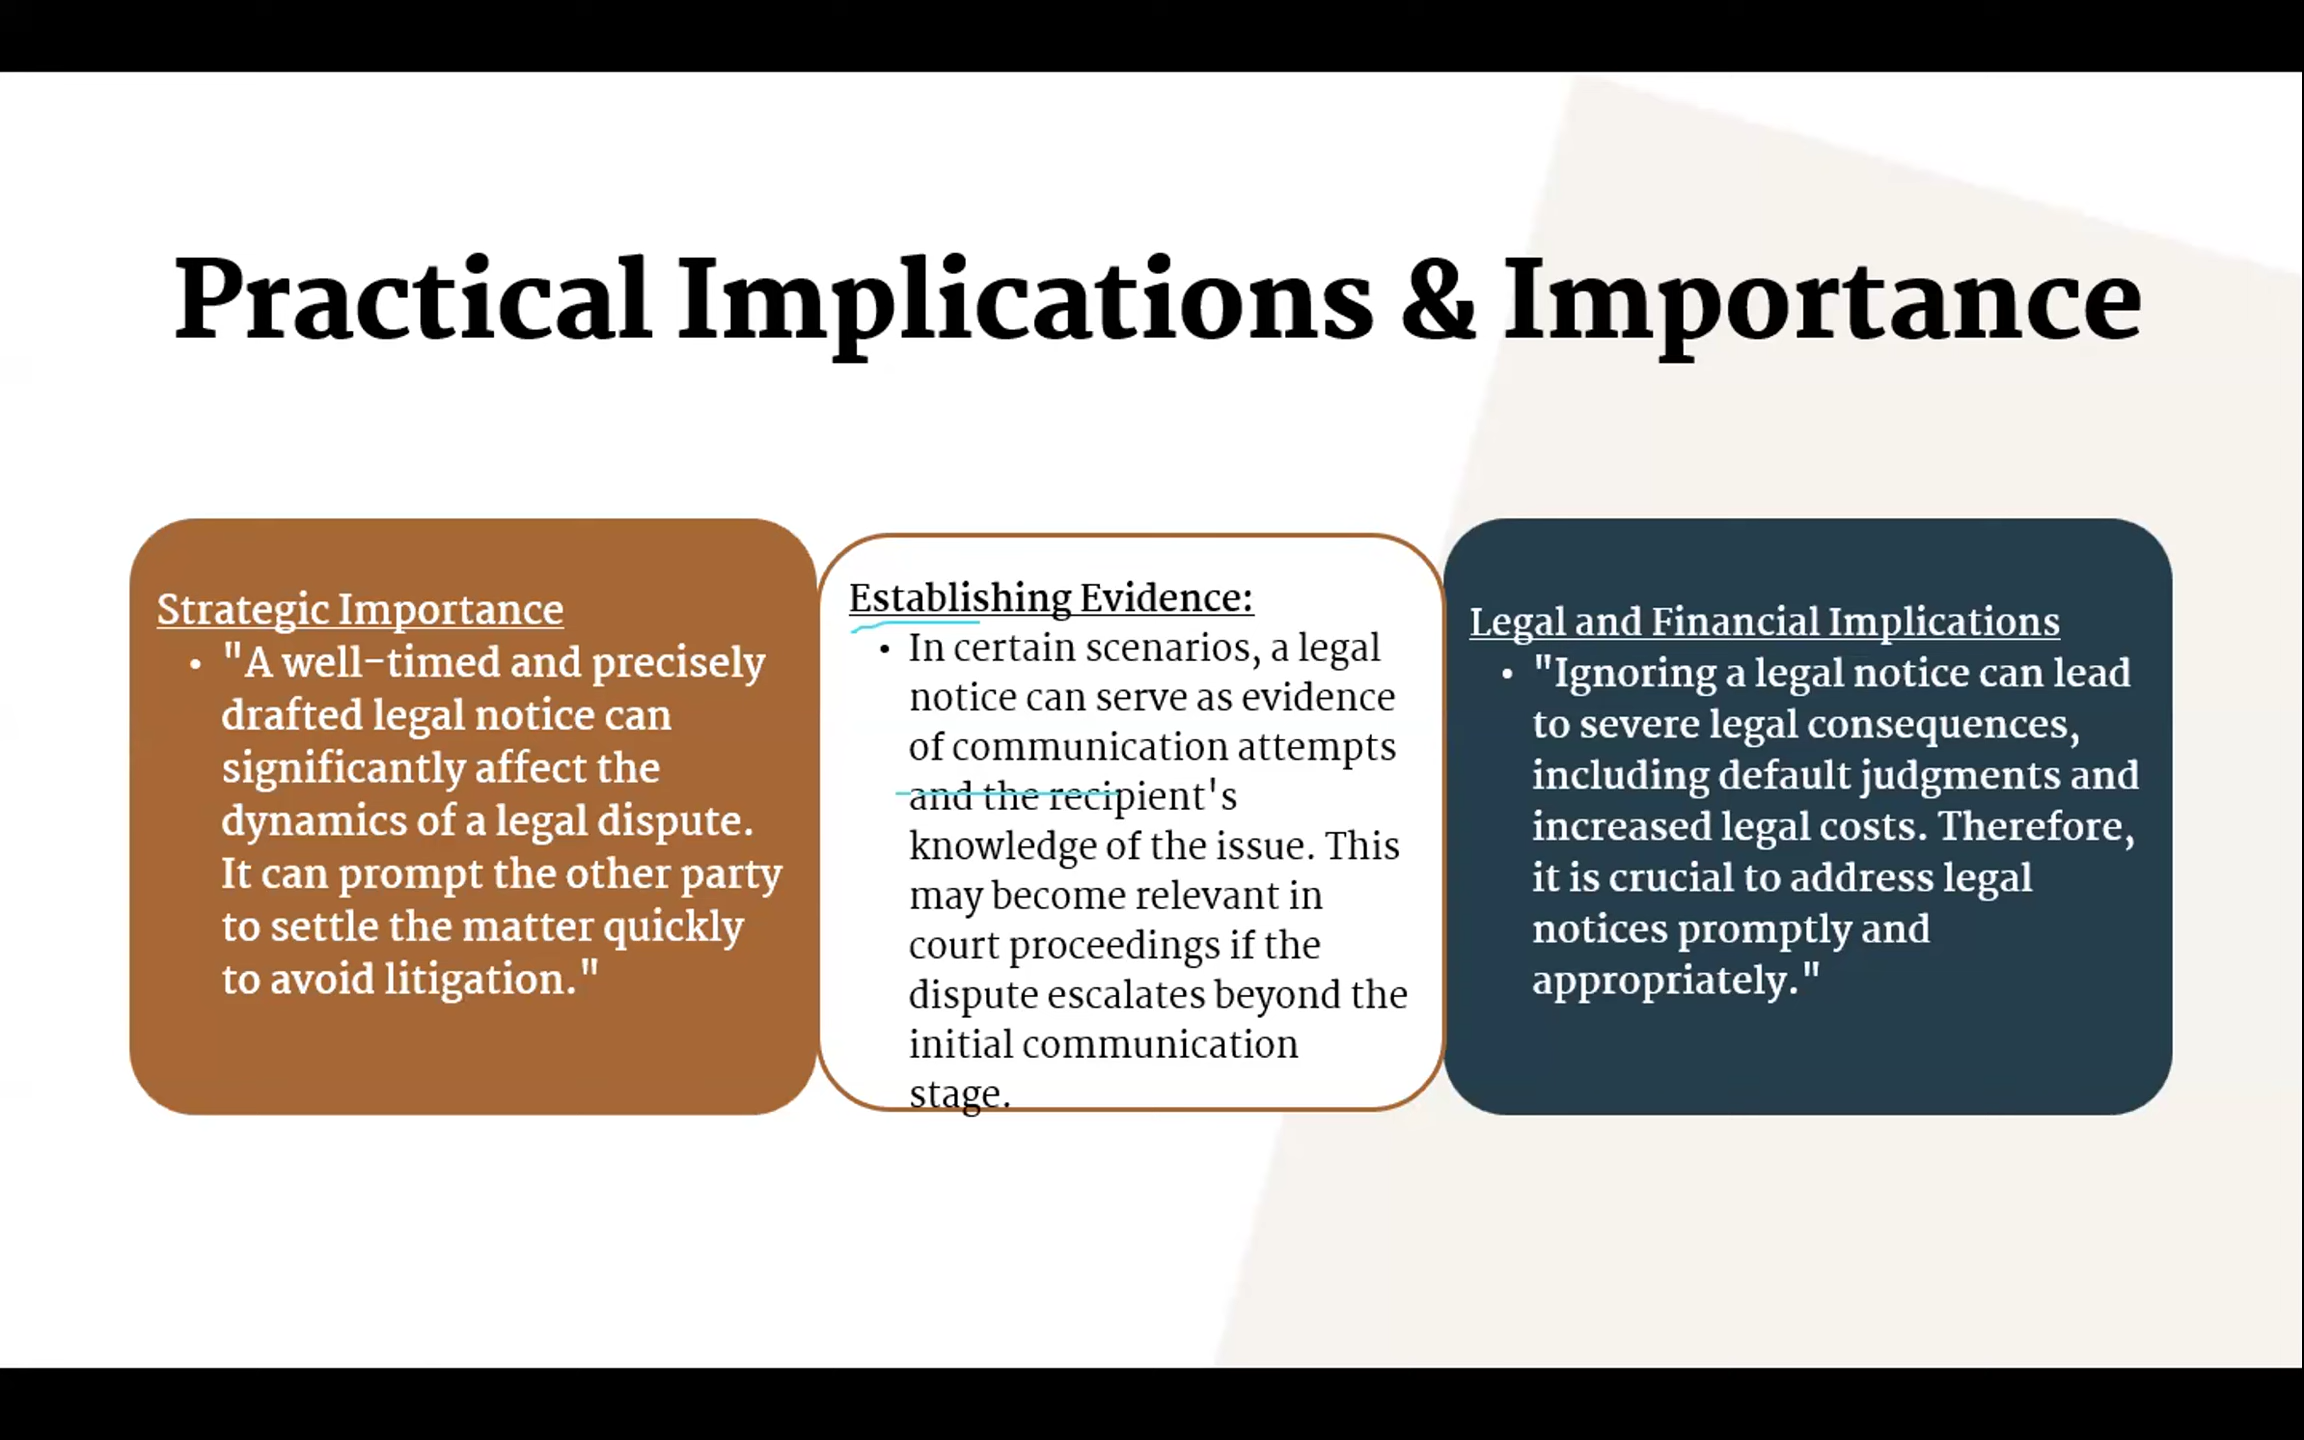 Practical Implications & Importance
Strategic Importance
• "A well-timed and precisely
drafted legal notice can
significantly affect the
dynamics of a legal dispute.
It can prompt the other party
to settle the matter quickly
to avoid litigation."
Establishing Evidence:
• In certain scenarios, a legal
notice can serve as evidence
of communication attempts
and the recipient's
knowledge of the issue. This
may become relevant in
court proceedings if the
dispute escalates beyond the
initial communication
stage.
Legal and Financial Implications
• "Ignoring a legal notice can lead
to severe legal consequences,
including default judgments and
increased legal costs. Therefore,
it is crucial to address legal
notices promptly and
appropriately."